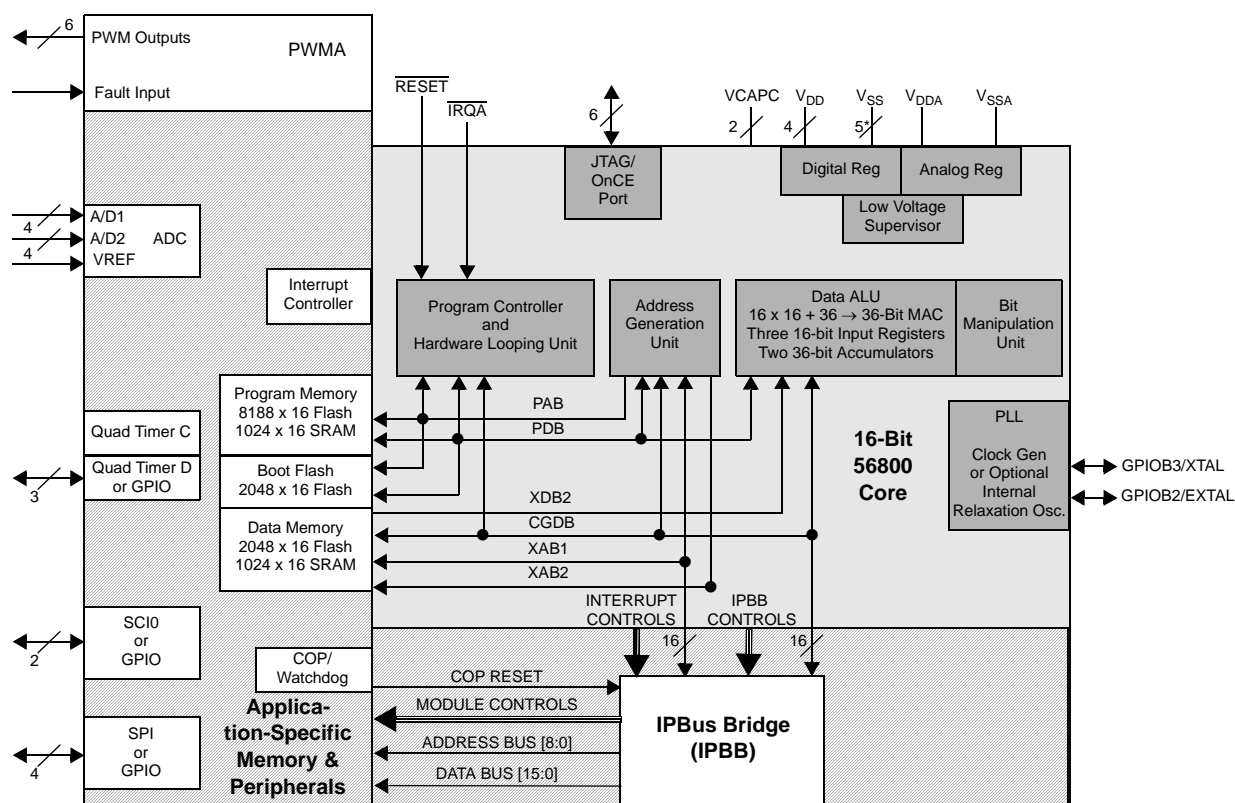 6
PWM Outputs
PWMA
Fault Input
RESET
IRQA
6
VCAPC
VDD
VSS
VDDA
VSSA
2
4
5*
JTAG/
OnCE
Port
Digital Reg
Analog Reg
Low Voltage
Supervisor
A/D1
4
A/D2
ADC
4
VREF
Interrupt
Controller
Program Controller
and
Hardware Looping Unit
Address
Generation
Unit
Data ALU
16 x 16 + 36 → 36-Bit MAC
Three 16-bit Input Registers
Two 36-bit Accumulators
Bit
Manipulation
Unit
Program Memory
8188 x 16 Flash
1024 x 16 SRAM
PAB
PDB
Quad Timer C
Quad Timer D
or GPIO
3
Boot Flash
2048 x 16 Flash
XDB2
CGDB
XAB1
XAB2
Data Memory
2048 x 16 Flash
1024 x 16 SRAM
16-Bit
56800
Core
PLL
Clock Gen
or Optional
Internal
Relaxation Osc.
GPIOB3/XTAL
GPIOB2/EXTAL
INTERRUPT
CONTROLS
IPBB
CONTROLS
16
16
SCI0
or
GPIO
2
COP/
Watchdog
COP RESET
MODULE CONTROLS
ADDRESS BUS [8:0]
DATA BUS [15:0]
IPBus Bridge
(IPBB)
Applica-
tion-Specific
Memory &
Peripherals
SPI
or
GPIO
4